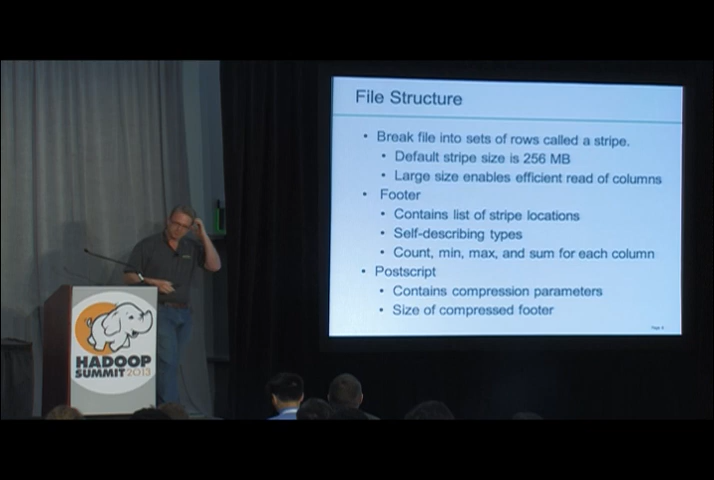 File Structure
• Break file into sets of rows called a stripe.
• Default stripe size is 256 MB
• Large size enables efficient read of columns
• Footer
• Contains list of stripe locations
• Self-describing types
• Count, min, max, and sum for each column
• Postscript
• Contains compression parameters
• Size of compressed footer
HADOOP
SUMMIT 2013